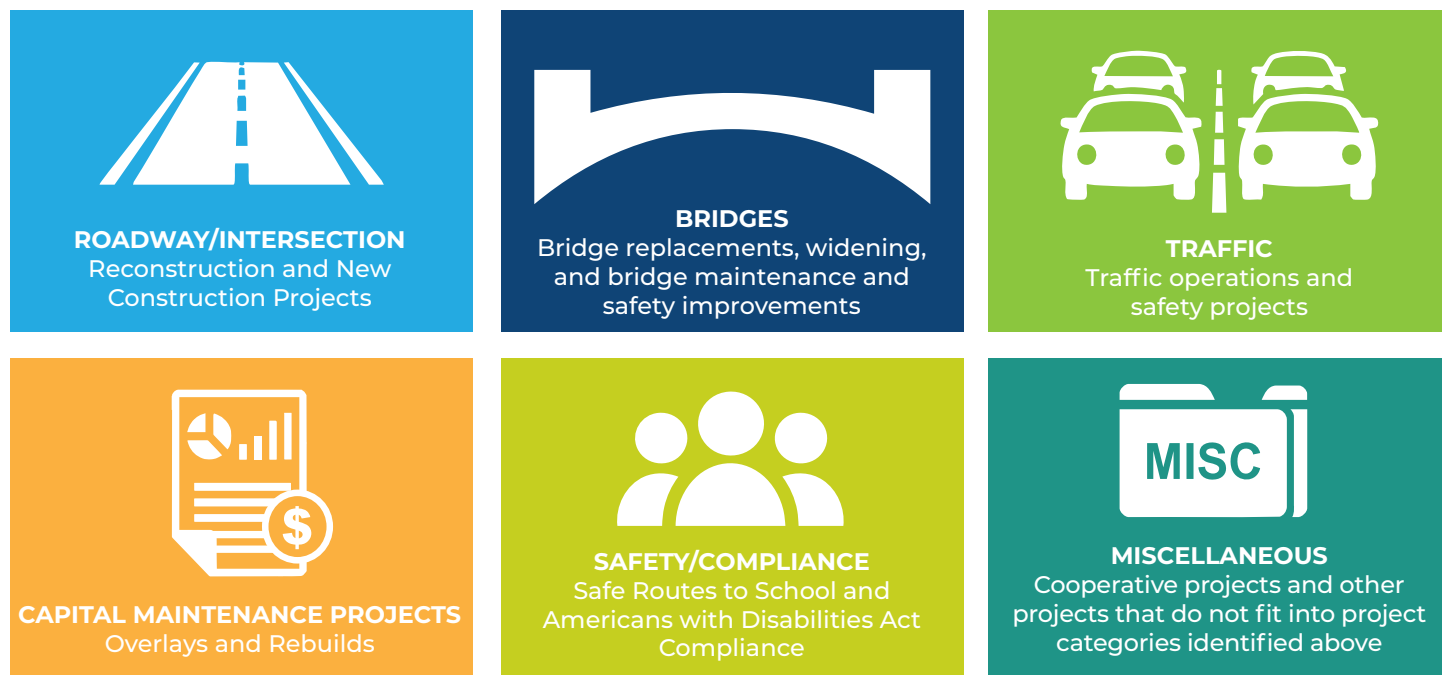 ROADWAY/INTERSECTION
Reconstruction and New
Construction Projects
BRIDGES
Bridge replacements, widening,
and bridge maintenance and
safety improvements
TRAFFIC
Traffic operations and
safety projects
$
CAPITAL MAINTENANCE PROJECTS
Overlays and Rebuilds
SAFETY/COMPLIANCE
Safe Routes to School and
Americans with Disabilities Act
Compliance
MISC
MISCELLANEOUS
Cooperative projects and other
projects that do not fit into project
categories identified above